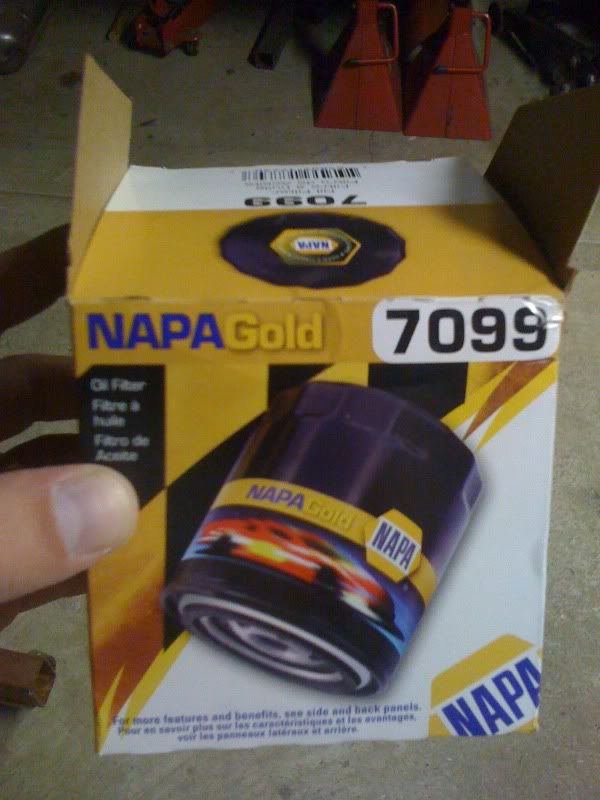 7099
Oil Filter
NAPA
NAPA Gold
7099
Oil Filter
Filtre à
huile
Filtro de
Aceite
NAPA Gold
NAPA
NAPA
For more features and benefits, see side and back panels.
Pour en savoir plus sur les caractéristiques et les avantages,
voir les panneaux latéraux et arrière.